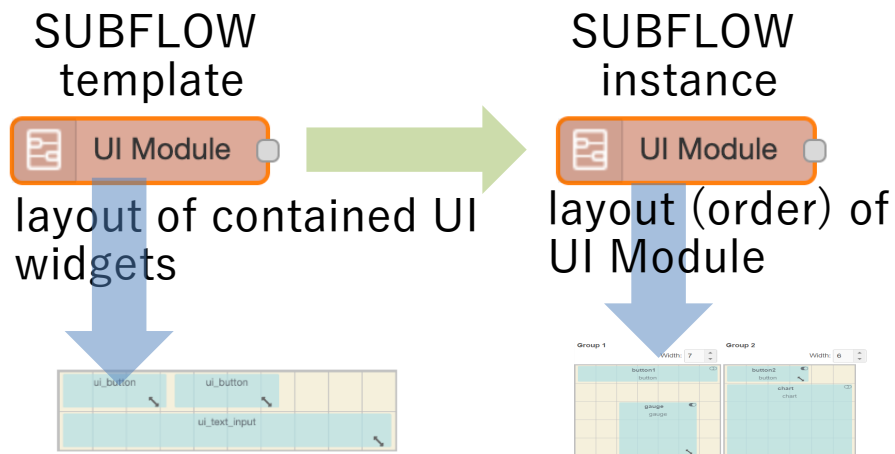 SUBFLOW
template
UI Module
layout of contained UI
widgets
ui_button
ui_button
ui_text_input
SUBFLOW
instance
UI Module
layout (order) of
UI Module
Group 1
Width: 7
button1
button
gauge
gauge
Group 2
Width: 6
button2
button
chart
chart